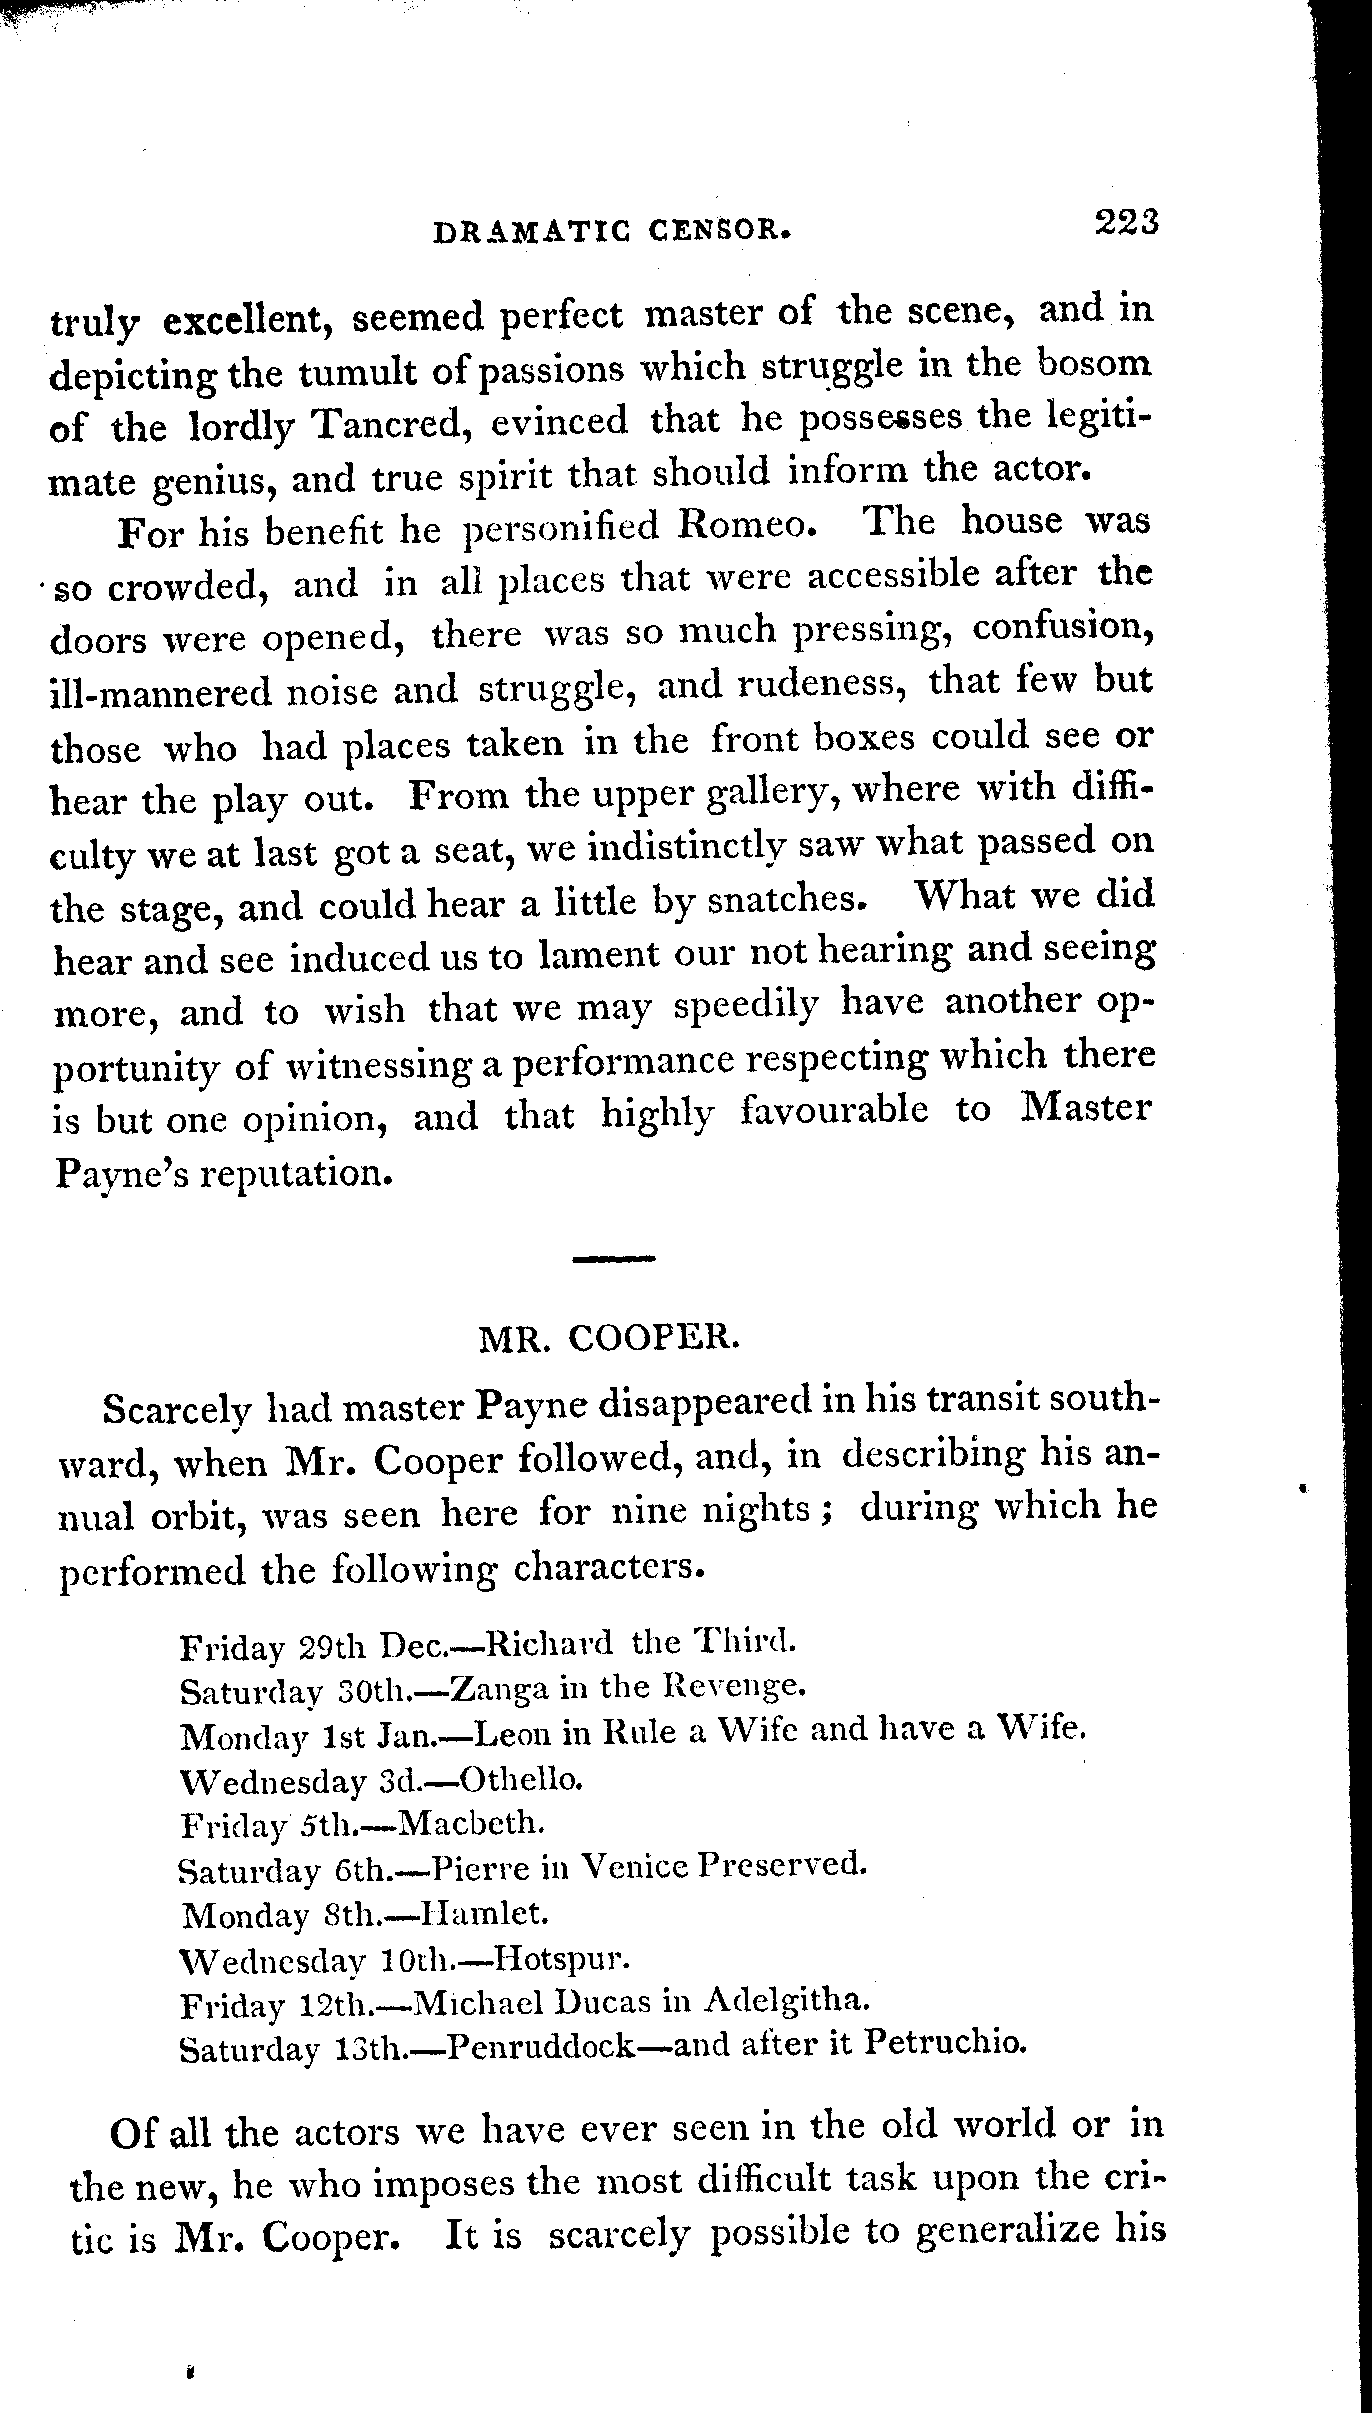 DRAMATIC CENSOR. 223
truly excellent, seemed perfect master of the scene, and in
depicting the tumult of passions which struggle in the bosom
of the lordly Tancred, evinced that he possesses the legiti-
mate genius, and true spirit that should inform the actor.
For his benefit he personified Romeo. The house was
so crowded, and in all places that were accessible after the
doors were opened, there was so much pressing, confusion,
ill-mannered noise and struggle, and rudeness, that few but
those who had places taken in the front boxes could see or
hear the play out. From the upper gallery, where with diffi-
culty we at last got a seat, we indistinctly saw what passed on
the stage, and could hear a little by snatches. What we did
hear and see induced us to lament our not hearing and seeing
more, and to wish that we may speedily have another op-
portunity of witnessing a performance respecting which there
is but one opinion, and that highly favourable to Master
Payne's reputation.
MR. COOPER.
Scarcely had master Payne disappeared in his transit south-
ward, when Mr. Cooper followed, and, in describing his an-
nual orbit, was seen here for nine nights; during which he
performed the following characters.
Friday 29th Dec.—Richard the Third.
Saturday 30th.—Zanga in the Revenge.
Monday 1st Jan.—Leon in Rule a Wife and have a Wife.
Wednesday 3d.—Othello.
Friday 5th.—Macbeth.
Saturday 6th.—Pierre in Venice Preserved.
Monday 8th.—Hamlet.
Wednesday 10th.—Hotspur.
Friday 12th.—Michael Ducas in Adelgitha.
Saturday 13th.—Penruddock—and after it Petruchio.
Of all the actors we have ever seen in the old world or in
the new, he who imposes the most difficult task upon the cri-
tic is Mr. Cooper. It is scarcely possible to generalize his